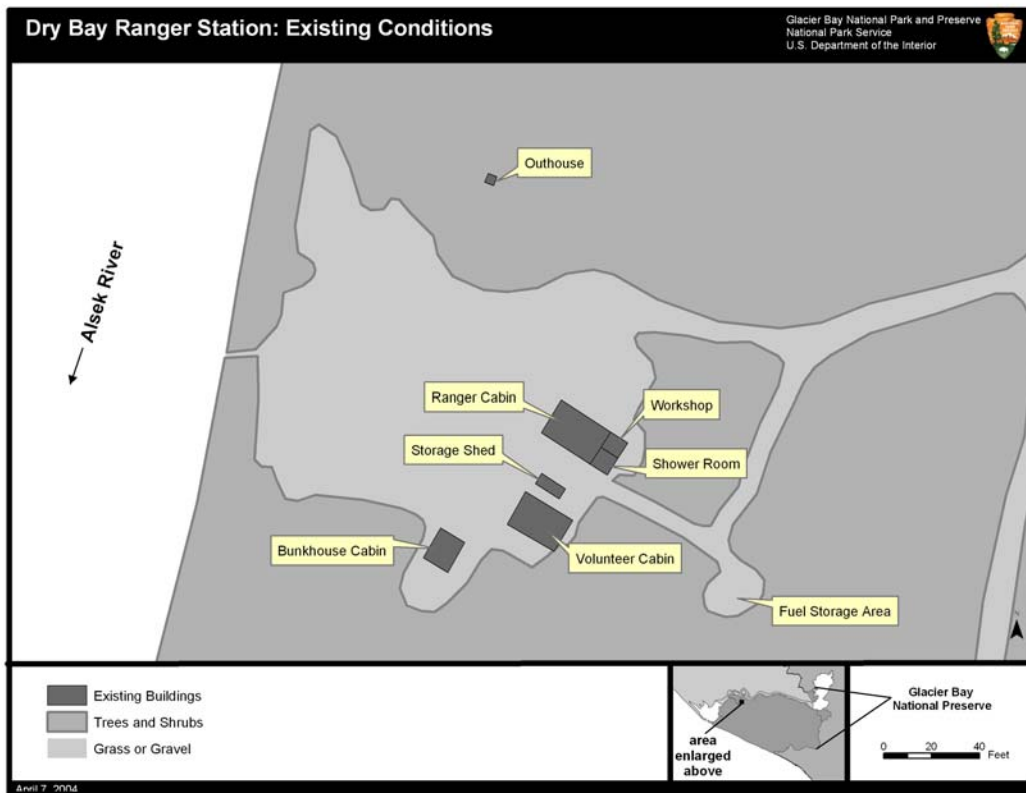 Dry Bay Ranger Station: Existing Conditions
Glacier Bay National Park and Preserve
National Park Service
U.S. Department of the Interior
Outhouse
Alsek River
Ranger Cabin
Workshop
Storage Shed
Shower Room
Bunkhouse Cabin
Volunteer Cabin
Fuel Storage Area
Existing Buildings
Trees and Shrubs
Grass or Gravel
area
enlarged
above
Glacier Bay
National Preserve
0 20 40
Feet
April 7, 2004